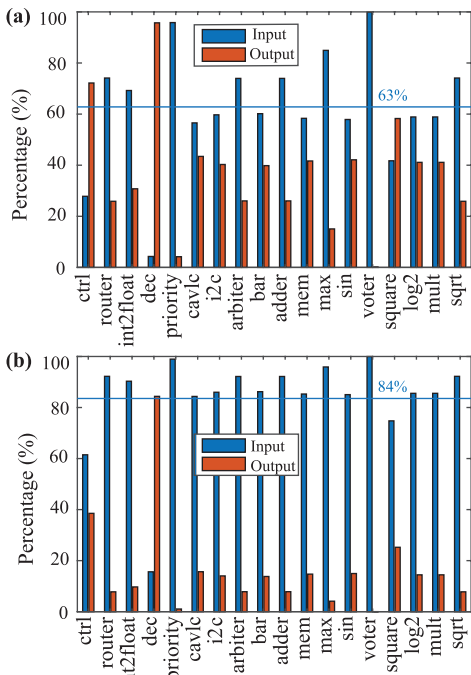 (a)
Percentage (%)
100
80
60
40
20
0
Input
Output
63%
ctrl
router
int2float
dec
priority
cavlc
i2c
arbiter
bar
adder
mem
max
sin
voter
square
log2
mult
sqrt
(b)
Percentage (%)
100
80
60
40
20
0
84%
Input
Output
ctrl
router
nt2float
dec
priority
cavlc
i2c
arbiter
bar
adder
mem
max
sin
voter
square
log2
mult
sqrt